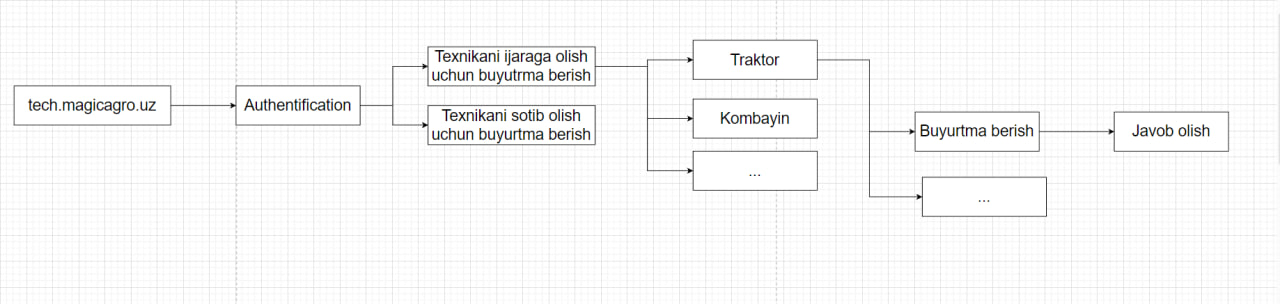 tech.magicagro.uz
Authentification
Texnikani ijaraga olish
uchun buyutrma berish
Texnikani sotib olish
uchun buyurtma berish
Traktor
Kombayin
...
Buyurtma berish
...
Javob olish